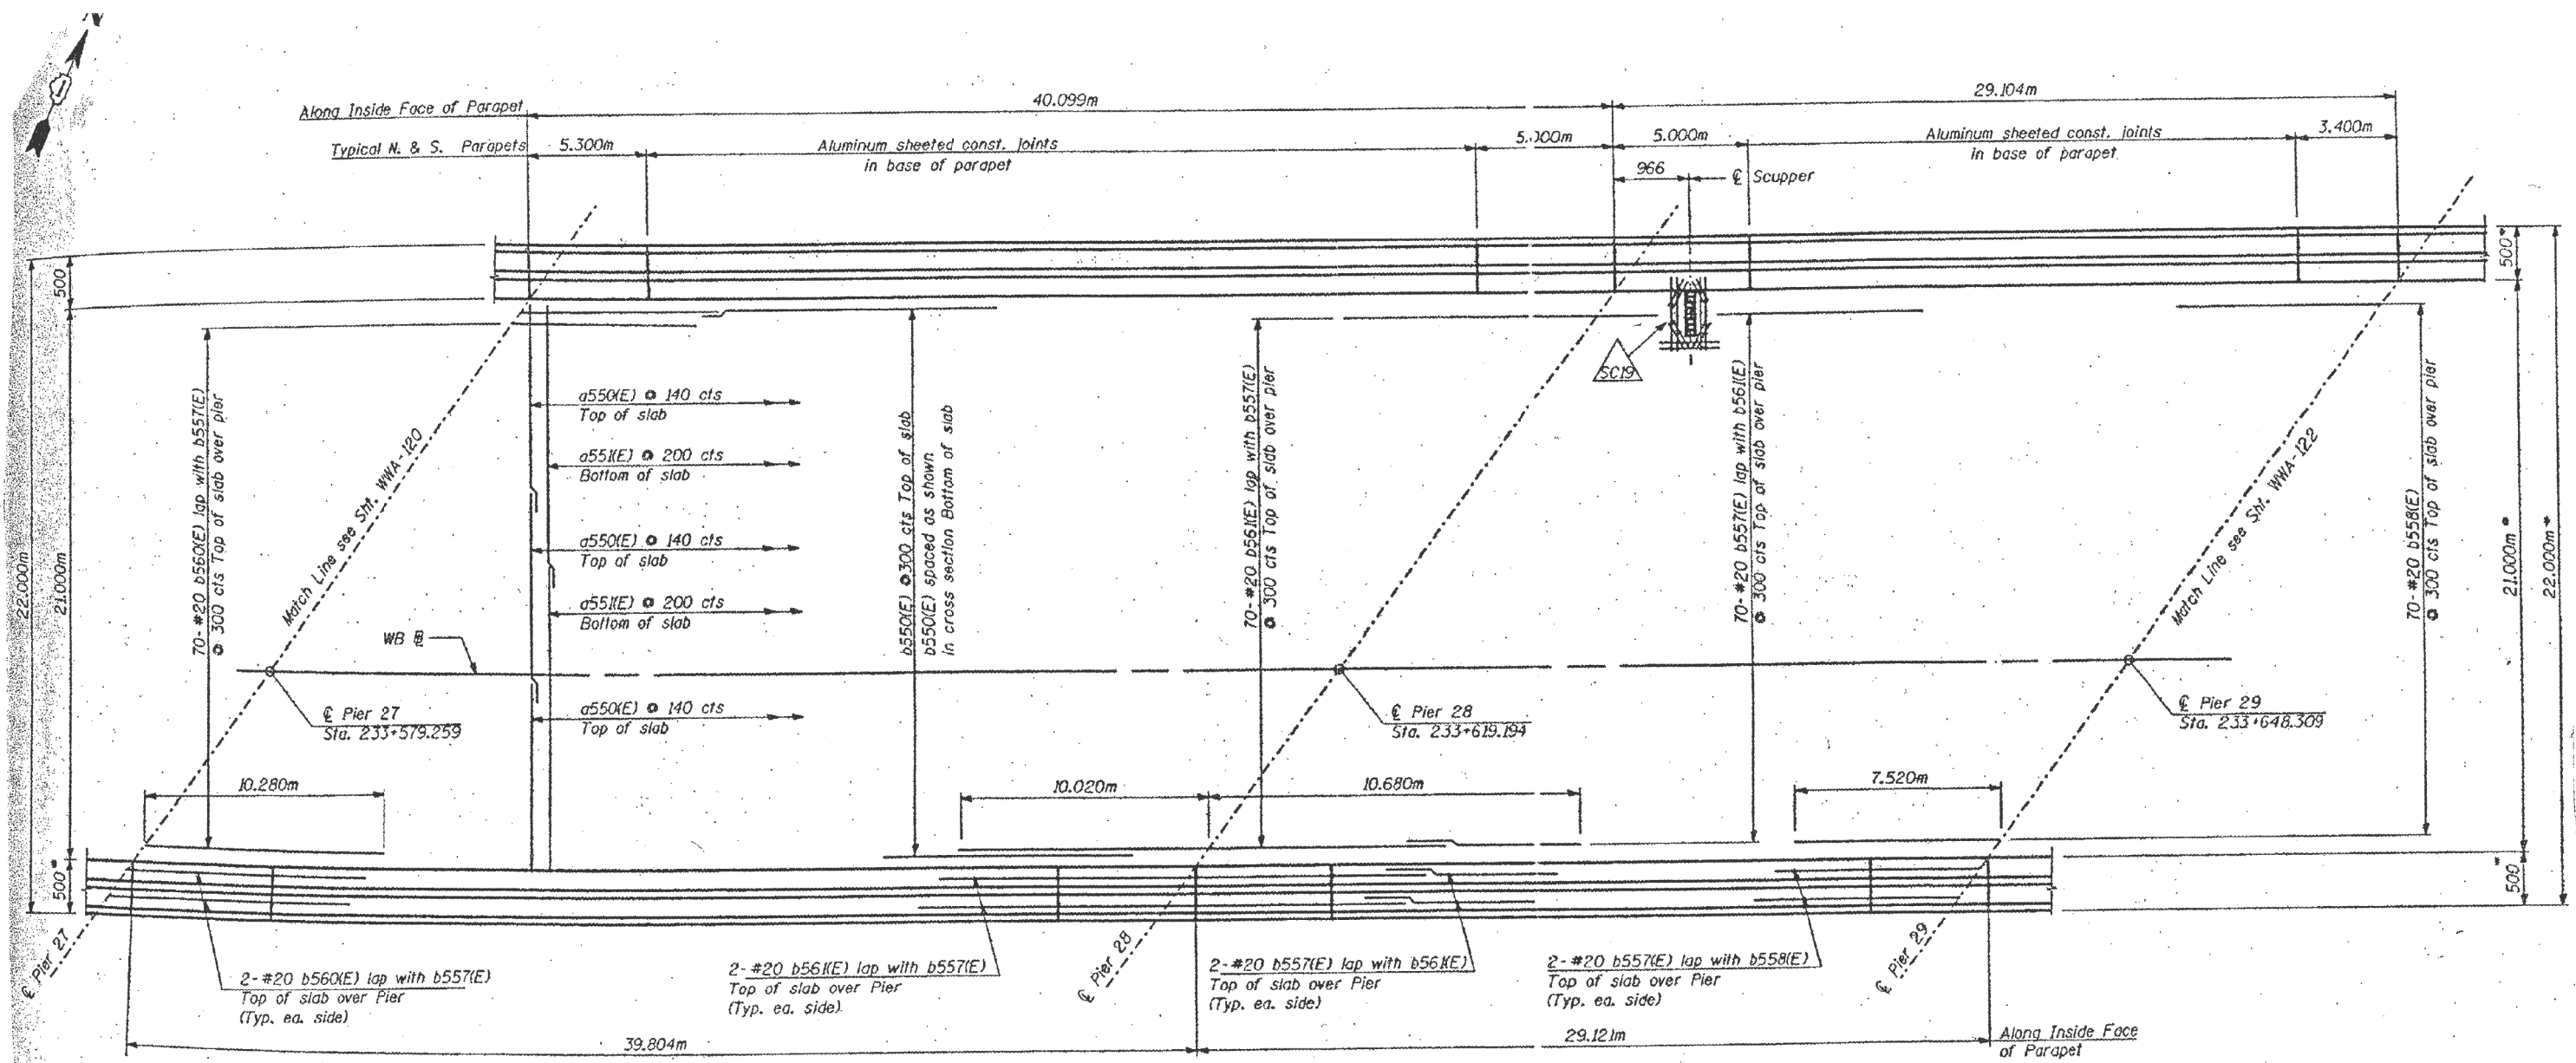 N
1
Along Inside Face of Parapet
40.099m
29.104m
Typical N. & S. Parapets
5.300m
Aluminum sheeted const. joints
in base of parapet
5.000m
5.000m
Aluminum sheeted const. joints
in base of parapet
3.400m
966
℄ Scupper
500
500*
22.000m
21.000m
70-#20 b560(E) lap with b557(E)
@ 300 cts Top of slab over pier
Match Line see Sht. WWA-120
a550(E) @ 140 cts
Top of slab
a551(E) @ 200 cts
Bottom of slab
a550(E) @ 140 cts
Top of slab
a551(E) @ 200 cts
Bottom of slab
a550(E) @ 140 cts
Top of slab
b550(E) @300 cts Top of slab
b550(E) spaced as shown
in cross section Bottom of slab
70-#20 b561(E) lap with b557(E)
@ 300 cts Top of slab over pier
SC19
70-#20 b557(E) lap with b561(E)
@ 300 cts Top of slab over pier
Match Line see Sht. WWA-122
70-#20 b558(E)
@ 300 cts Top of slab over pier
21.000m*
22.000m*
WB ℄
℄ Pier 27
Sta. 233+579.259
℄ Pier 28
Sta. 233+619.194
℄ Pier 29
Sta. 233+648.309
10.280m
10.020m
10.680m
7.520m
500*
500*
℄ Pier 27
2-#20 b560(E) lap with b557(E)
Top of slab over Pier
(Typ. ea. side)
2-#20 b561(E) lap with b557(E)
Top of slab over Pier
(Typ. ea. side)
℄ Pier 28
2-#20 b557(E) lap with b561(E)
Top of slab over Pier
(Typ. ea. side)
2-#20 b557(E) lap with b558(E)
Top of slab over Pier
(Typ. ea. side)
℄ Pier 29
39.804m
29.121m
Along Inside Face
of Parapet